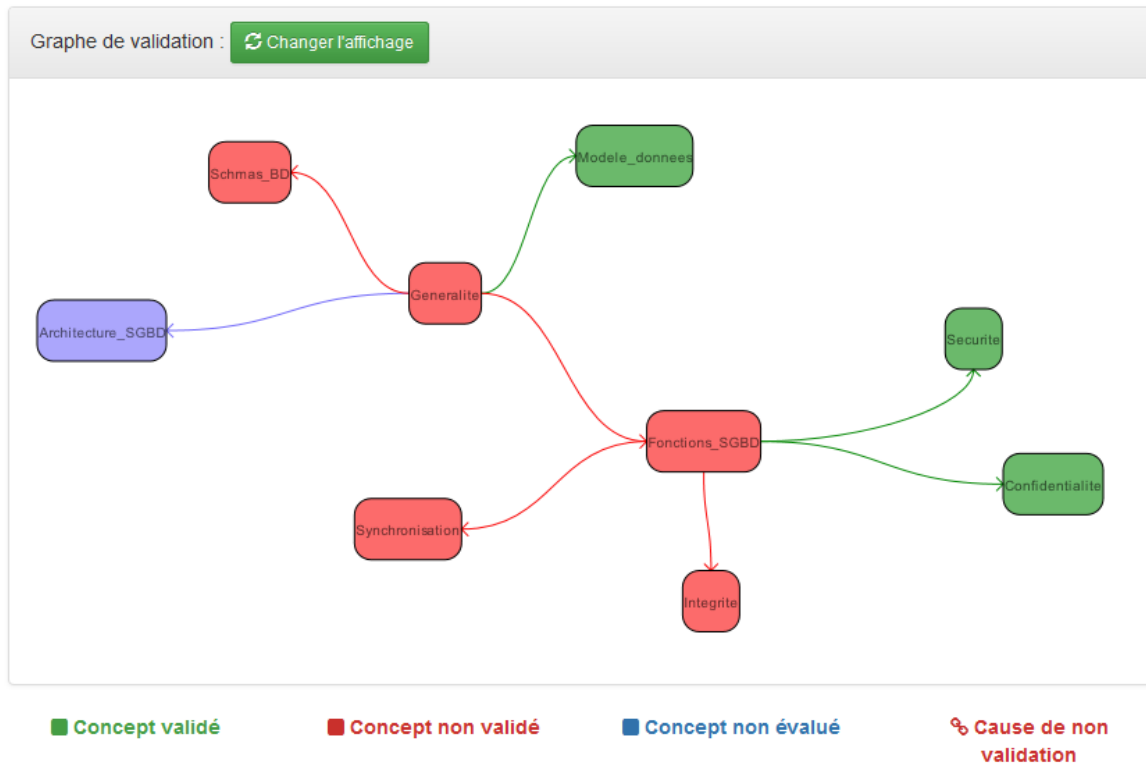 Graphe de validation : Changer l'affichage
Modele_donnees
Schmas_BD
Generalite
Architecture_SGBD
Securite
Fonctions_SGBD
Confidentialite
Synchronisation
Integrite
Concept validé
Concept non validé
Concept non évalué
Cause de non
validation